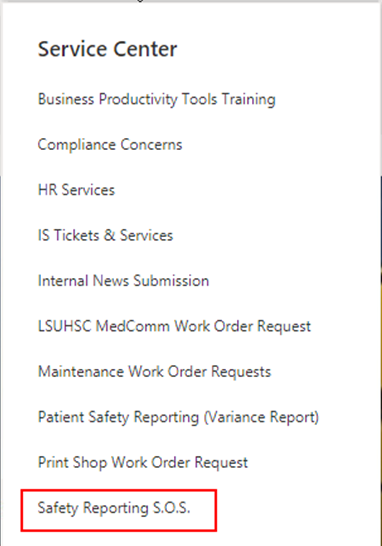 Service Center
Business Productivity Tools Training
Compliance Concerns
HR Services
IS Tickets & Services
Internal News Submission
LSUHSC MedComm Work Order Request
Maintenance Work Order Requests
Patient Safety Reporting (Variance Report)
Print Shop Work Order Request
Safety Reporting S.O.S.